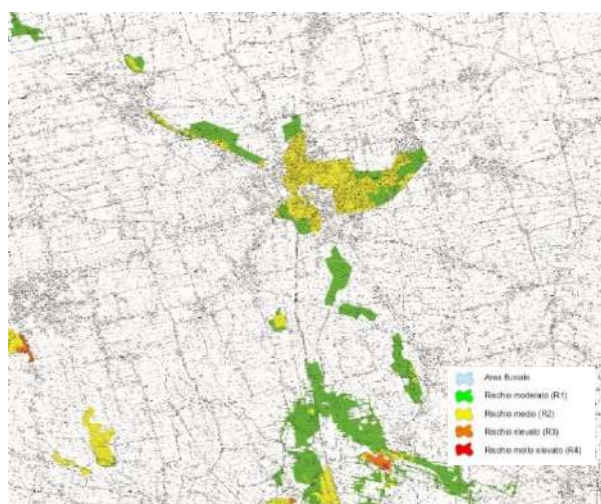 Area fluviale
Rischio moderato (R1)
Rischio medio (R2)
Rischio elevato (R3)
Rischio molto elevato (R4)